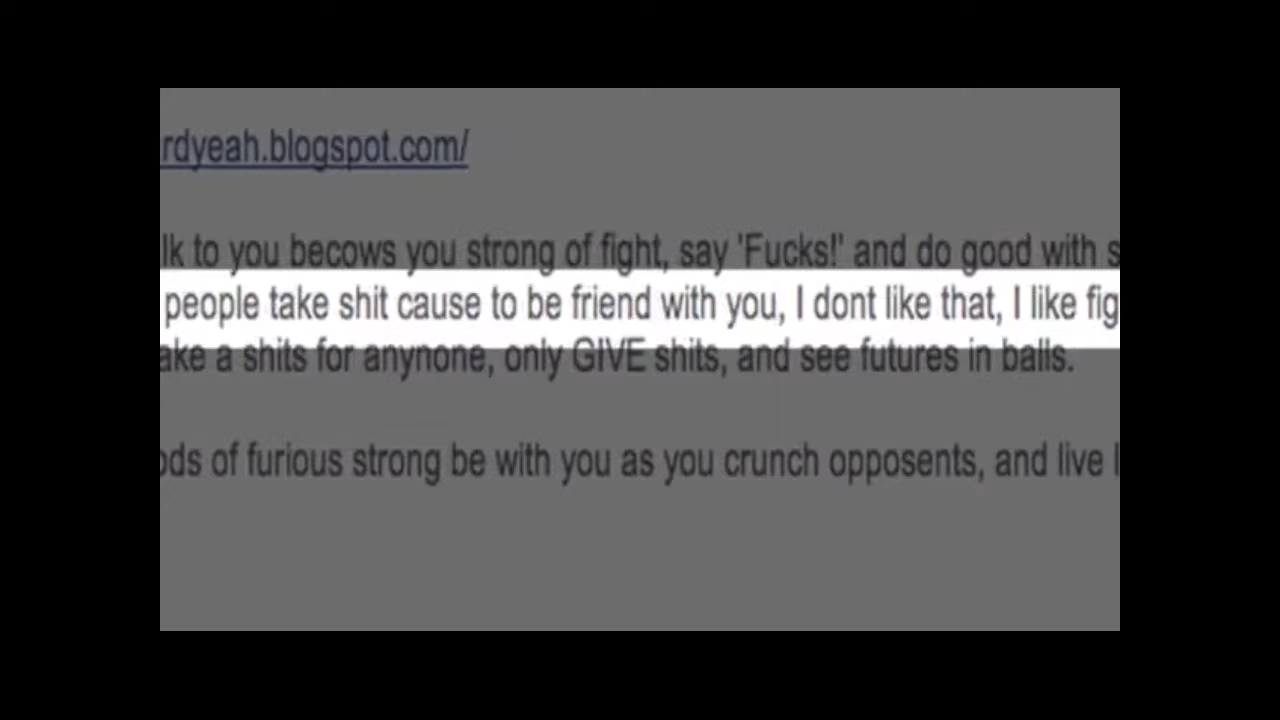 rdyeah.blogspot.com/
lk to you becows you strong of fight, say 'Fucks!' and do good with s
people take shit cause to be friend with you, I dont like that, I like fig
ake a shits for anynone, only GIVE shits, and see futures in balls.
ods of furious strong be with you as you crunch opposents, and live l